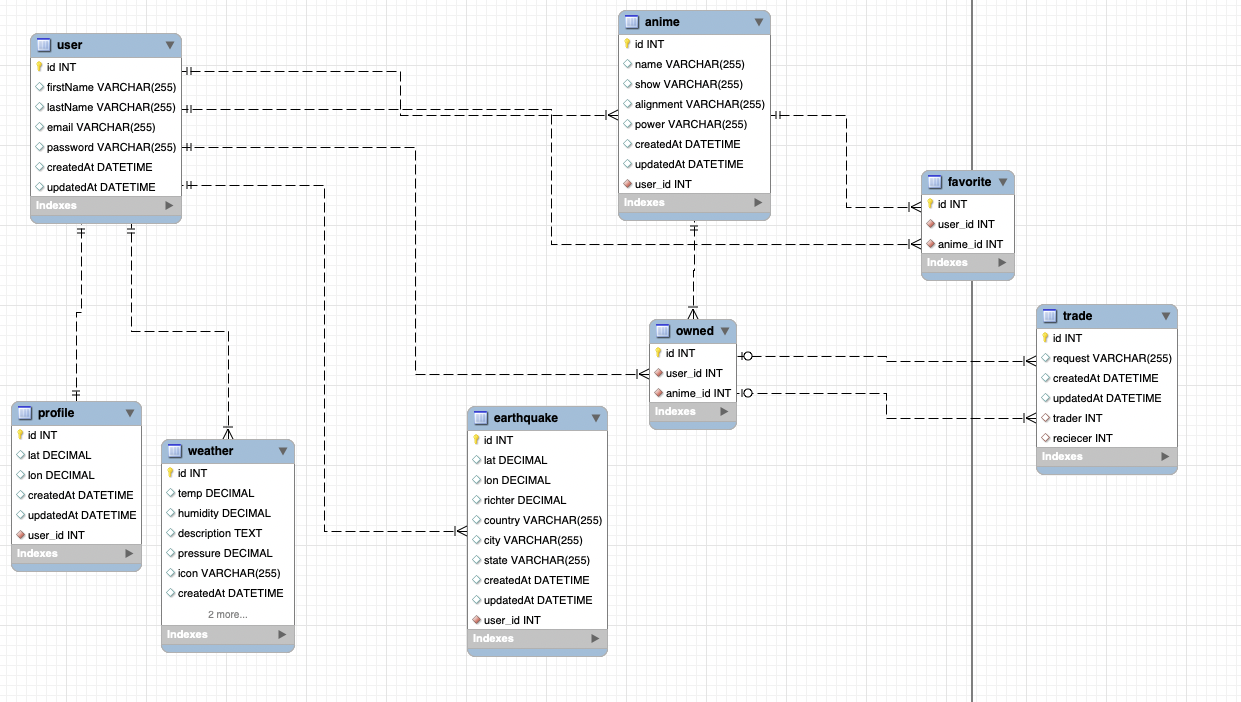 user
id INT
firstName VARCHAR(255)
lastName VARCHAR(255)
email VARCHAR(255)
password VARCHAR(255)
createdAt DATETIME
updatedAt DATETIME
Indexes
anime
id INT
name VARCHAR(255)
show VARCHAR(255)
alignment VARCHAR(255)
power VARCHAR(255)
createdAt DATETIME
updatedAt DATETIME
user_id INT
Indexes
favorite
id INT
user_id INT
anime_id INT
Indexes
owned
id INT
user_id INT
anime_id INT
Indexes
trade
id INT
request VARCHAR(255)
createdAt DATETIME
updatedAt DATETIME
trader INT
reciecer INT
Indexes
profile
id INT
lat DECIMAL
lon DECIMAL
createdAt DATETIME
updatedAt DATETIME
user_id INT
Indexes
weather
id INT
temp DECIMAL
humidity DECIMAL
description TEXT
pressure DECIMAL
icon VARCHAR(255)
createdAt DATETIME
2 more...
Indexes
earthquake
id INT
lat DECIMAL
lon DECIMAL
richter DECIMAL
country VARCHAR(255)
city VARCHAR(255)
state VARCHAR(255)
createdAt DATETIME
updatedAt DATETIME
user_id INT
Indexes